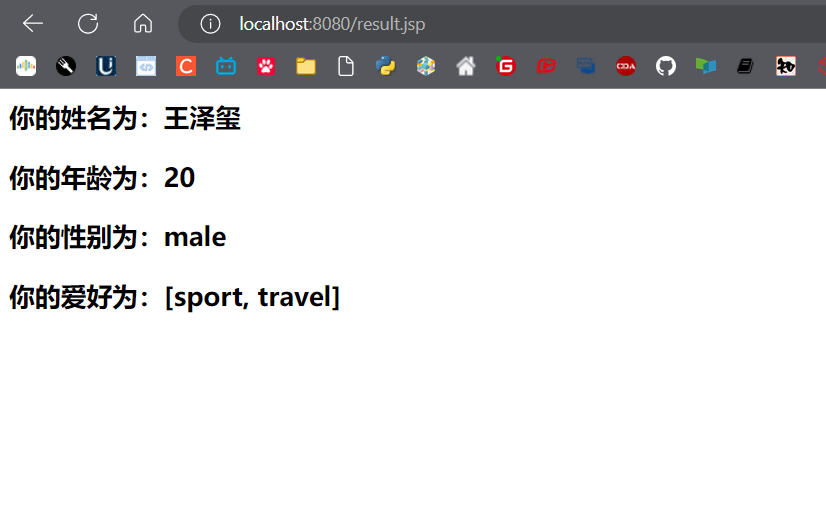 localhost:8080/result.jsp
你的姓名为：王泽玺
你的年龄为：20
你的性别为：male
你的爱好为：[sport, travel]